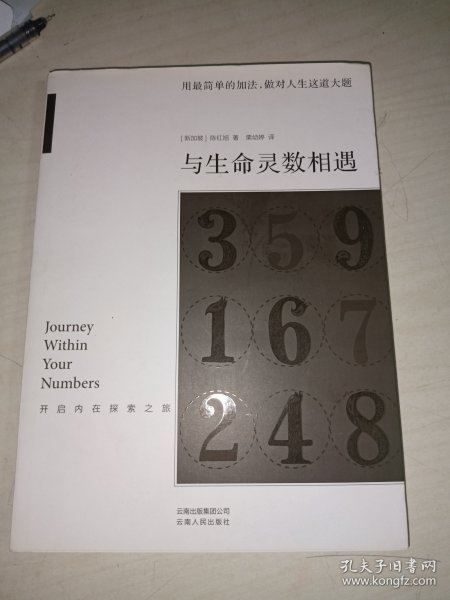 用最简单的加法，做对人生这道大题
[新加坡] 陈红旭 著 栗幼婷 译
与生命灵数相遇
3 5 9
1 6 7
2 4 8
Journey
Within
Your
Numbers
开启内在探索之旅
云南出版集团公司
云南人民出版社
孔夫子旧书网
www.kongfz.com